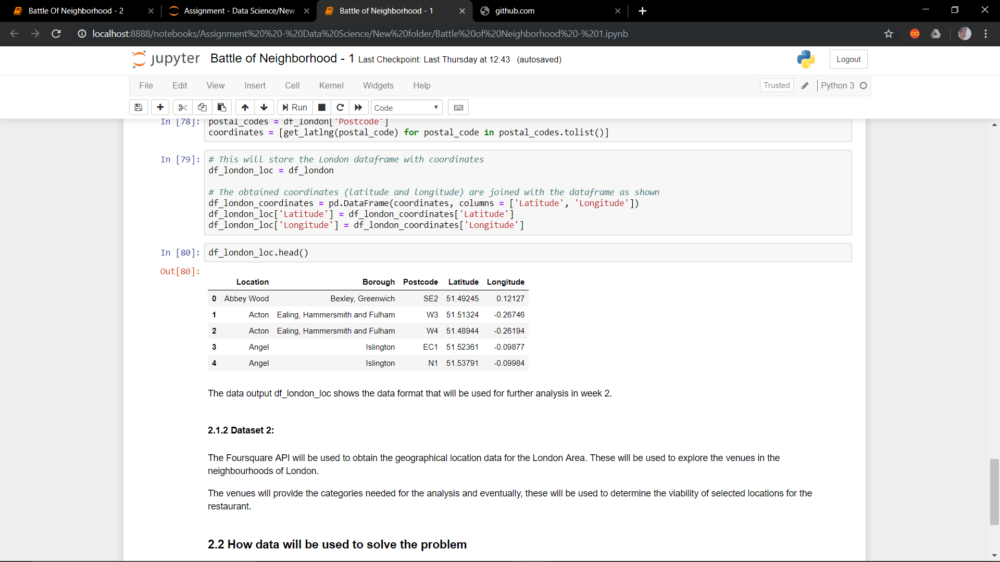 Battle Of Neighborhood - 2
Assignment - Data Science/New
Battle of Neighborhood - 1
github.com
localhost:8888/notebooks/Assignment%20%20-%20Data%20Science/New%20folder/Battle%20of%20Neighborhood%20-%201.ipynb
jupyter Battle of Neighborhood - 1 Last Checkpoint: Last Thursday at 12:43 (autosaved)
Logout
File Edit View Insert Cell Kernel Widgets Help
Trusted Python 3
Run Code
In [78]: postal_codes = df_london['Postcode']
coordinates = [get_latlng(postal_code) for postal_code in postal_codes.tolist()]
In [79]: # This will store the London dataframe with coordinates
df_london_loc = df_london
# The obtained coordinates (latitude and longitude) are joined with the dataframe as shown
df_london_coordinates = pd.DataFrame(coordinates, columns = ['Latitude', 'Longitude'])
df_london_loc['Latitude'] = df_london_coordinates['Latitude']
df_london_loc['Longitude'] = df_london_coordinates['Longitude']
In [80]: df_london_loc.head()
Out[80]:
Location Borough Postcode Latitude Longitude
0 Abbey Wood Bexley, Greenwich SE2 51.49245 0.12127
1 Acton Ealing, Hammersmith and Fulham W3 51.51324 -0.26746
2 Acton Ealing, Hammersmith and Fulham W4 51.48944 -0.26194
3 Angel Islington EC1 51.52361 -0.09877
4 Angel Islington N1 51.53791 -0.09984
The data output df_london_loc shows the data format that will be used for further analysis in week 2.
2.1.2 Dataset 2:
The Foursquare API will be used to obtain the geographical location data for the London Area. These will be used to explore the venues in the
neighbourhoods of London.
The venues will provide the categories needed for the analysis and eventually, these will be used to determine the viability of selected locations for the
restaurant.
2.2 How data will be used to solve the problem